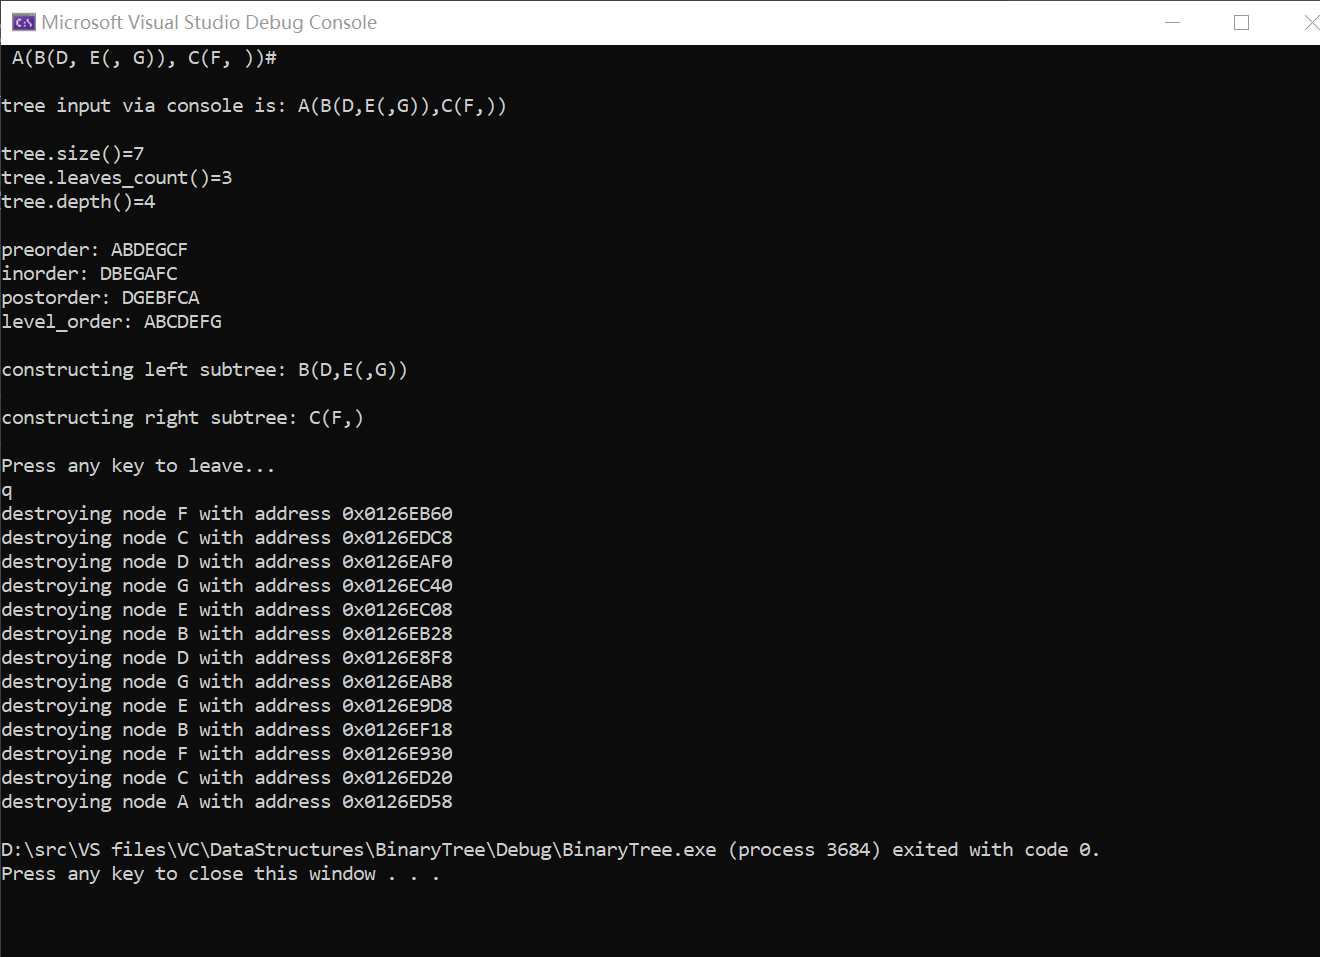 Microsoft Visual Studio Debug Console
A(B(D, E(, G)), C(F, ))#
tree input via console is: A(B(D,E(,G)),C(F,))
tree.size()=7
tree.leaves_count()=3
tree.depth()=4
preorder: ABDEGCF
inorder: DBEGAFC
postorder: DGEBFCA
level_order: ABCDEFG
constructing left subtree: B(D,E(,G))
constructing right subtree: C(F,)
Press any key to leave...
q
destroying node F with address 0x0126EB60
destroying node C with address 0x0126EDC8
destroying node D with address 0x0126EAF0
destroying node G with address 0x0126EC40
destroying node E with address 0x0126EC08
destroying node B with address 0x0126EB28
destroying node D with address 0x0126E8F8
destroying node G with address 0x0126EAB8
destroying node E with address 0x0126E9D8
destroying node B with address 0x0126EF18
destroying node F with address 0x0126E930
destroying node C with address 0x0126ED20
destroying node A with address 0x0126ED58
D:\src\VS files\VC\DataStructures\BinaryTree\Debug\BinaryTree.exe (process 3684) exited with code 0.
Press any key to close this window . . .